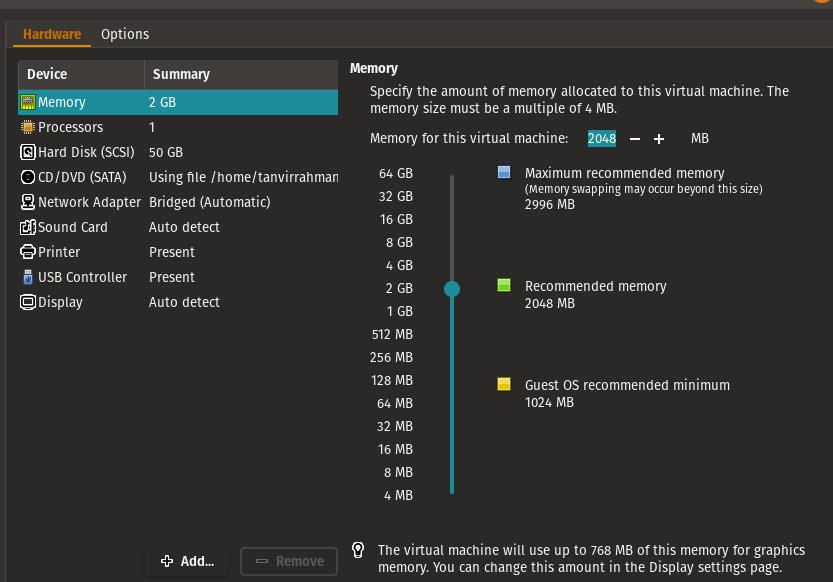 Hardware Options
Device Summary
Memory 2 GB
Processors 1
Hard Disk (SCSI) 50 GB
CD/DVD (SATA) Using file /home/tanvirrahman
Network Adapter Bridged (Automatic)
Sound Card Auto detect
Printer Present
USB Controller Present
Display Auto detect
Add...
Remove
Memory
Specify the amount of memory allocated to this virtual machine. The
memory size must be a multiple of 4 MB.
Memory for this virtual machine: 2048 MB
64 GB
32 GB
16 GB
8 GB
4 GB
2 GB
1 GB
512 MB
256 MB
128 MB
64 MB
32 MB
16 MB
8 MB
4 MB
Maximum recommended memory
(Memory swapping may occur beyond this size)
2996 MB
Recommended memory
2048 MB
Guest OS recommended minimum
1024 MB
The virtual machine will use up to 768 MB of this memory for graphics
memory. You can change this amount in the Display settings page.